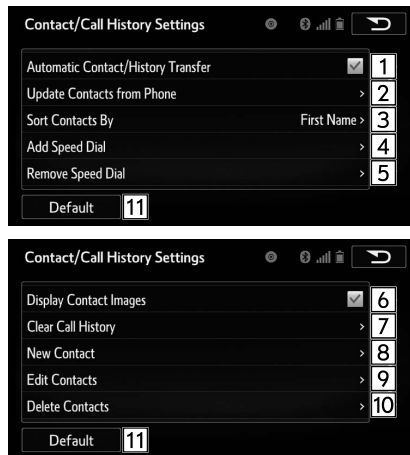 Contact/Call History Settings
Automatic Contact/History Transfer 1
Update Contacts from Phone > 2
Sort Contacts By First Name > 3
Add Speed Dial > 4
Remove Speed Dial > 5
Default 11
Contact/Call History Settings
Display Contact Images 6
Clear Call History > 7
New Contact > 8
Edit Contacts > 9
Delete Contacts > 10
Default 11